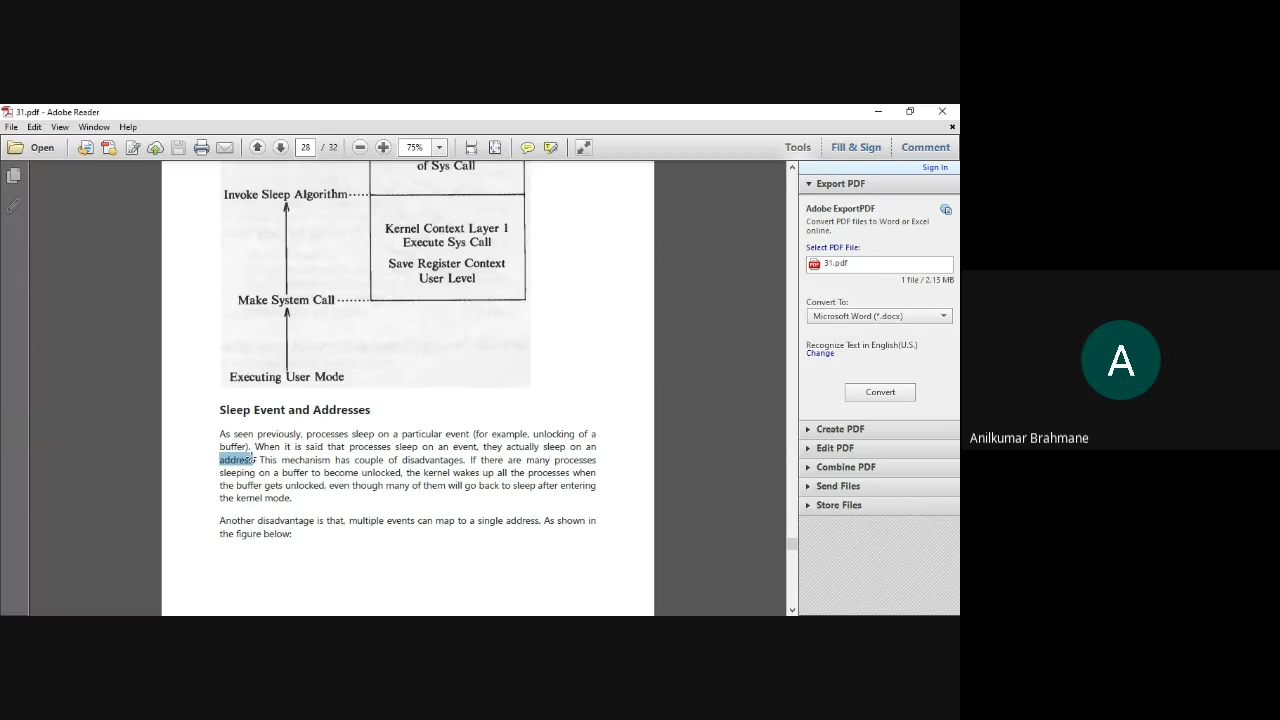 31.pdf - Adobe Reader
File Edit View Window Help
Open 28 / 32 75% Tools Fill & Sign Comment
Sign In
of Sys Call
Invoke Sleep Algorithm
Kernel Context Layer 1
Execute Sys Call
Save Register Context
User Level
Make System Call
Executing User Mode
Sleep Event and Addresses
As seen previously, processes sleep on a particular event (for example, unlocking of a
buffer). When it is said that processes sleep on an event, they actually sleep on an
address. This mechanism has couple of disadvantages. If there are many processes
sleeping on a buffer to become unlocked, the kernel wakes up all the processes when
the buffer gets unlocked, even though many of them will go back to sleep after entering
the kernel mode.
Another disadvantage is that, multiple events can map to a single address. As shown in
the figure below:
Export PDF
Adobe ExportPDF
Convert PDF files to Word or Excel
online.
Select PDF File:
31.pdf
1 file / 2.13 MB
Convert To:
Microsoft Word (*.docx)
Recognize Text in English(U.S.)
Change
Convert
Create PDF
Edit PDF
Combine PDF
Send Files
Store Files
A
Anilkumar Brahmane